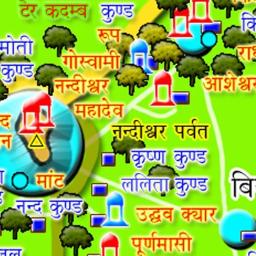 टेर कदम्ब कुण्ड
मोती
कुण्ड
रूप
गोस्वामी
नन्दीश्वर
महादेव
आशेश्वर
नन्दीश्वर पर्वत
कृष्ण कुण्ड
मांट
ललिता कुण्ड
नन्द कुण्ड
उद्धव क्यार
पूर्णमासी